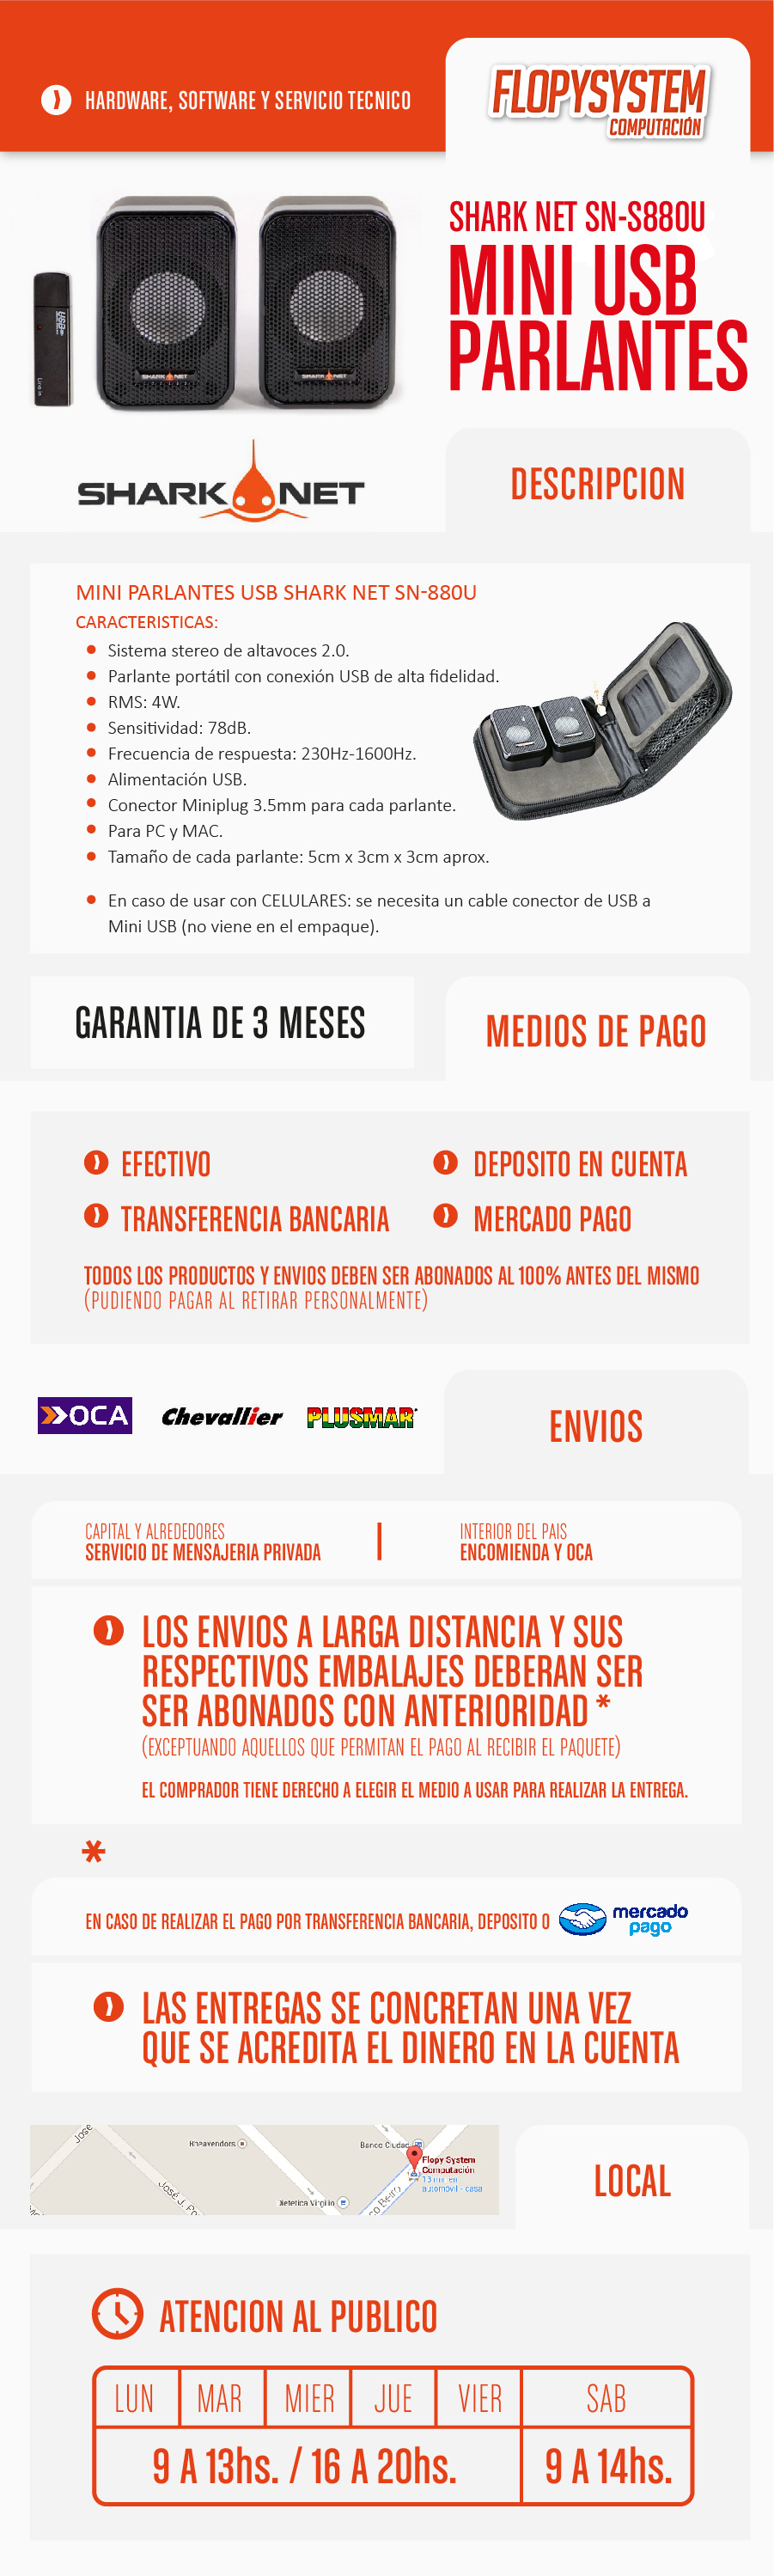 HARDWARE, SOFTWARE Y SERVICIO TECNICO
FLOPYSYSTEM
COMPUTACIÓN
SHARK NET SN-S880U
MINI USB
PARLANTES
USB
Line in
SHARK NET
SHARK NET
SHARK NET
DESCRIPCION
MINI PARLANTES USB SHARK NET SN-880U
CARACTERISTICAS:
Sistema stereo de altavoces 2.0.
Parlante portátil con conexión USB de alta fidelidad.
RMS: 4W.
Sensitividad: 78dB.
Frecuencia de respuesta: 230Hz-1600Hz.
Alimentación USB.
Conector Miniplug 3.5mm para cada parlante.
Para PC y MAC.
Tamaño de cada parlante: 5cm x 3cm x 3cm aprox.
En caso de usar con CELULARES: se necesita un cable conector de USB a
Mini USB (no viene en el empaque).
GARANTIA DE 3 MESES
MEDIOS DE PAGO
EFECTIVO
DEPOSITO EN CUENTA
TRANSFERENCIA BANCARIA
MERCADO PAGO
TODOS LOS PRODUCTOS Y ENVIOS DEBEN SER ABONADOS AL 100% ANTES DEL MISMO
(PUDIENDO PAGAR AL RETIRAR PERSONALMENTE)
OCA
Chevallier
PLUSMAR
ENVIOS
CAPITAL Y ALREDEDORES
SERVICIO DE MENSAJERIA PRIVADA
INTERIOR DEL PAIS
ENCOMIENDA Y OCA
LOS ENVIOS A LARGA DISTANCIA Y SUS
RESPECTIVOS EMBALAJES DEBERAN SER
SER ABONADOS CON ANTERIORIDAD *
(EXCEPTUANDO AQUELLOS QUE PERMITAN EL PAGO AL RECIBIR EL PAQUETE)
EL COMPRADOR TIENE DERECHO A ELEGIR EL MEDIO A USAR PARA REALIZAR LA ENTREGA.
*
EN CASO DE REALIZAR EL PAGO POR TRANSFERENCIA BANCARIA, DEPOSITO O
mercado
pago
LAS ENTREGAS SE CONCRETAN UNA VEZ
QUE SE ACREDITA EL DINERO EN LA CUENTA
José
Banco Ciudad
Flopy System
Computación
automóvil - casa
José J. Po
Dietetica Virgilio
LOCAL
ATENCION AL PUBLICO
LUN MAR MIER JUE VIER SAB
9 A 13hs. / 16 A 20hs. 9 A 14hs.